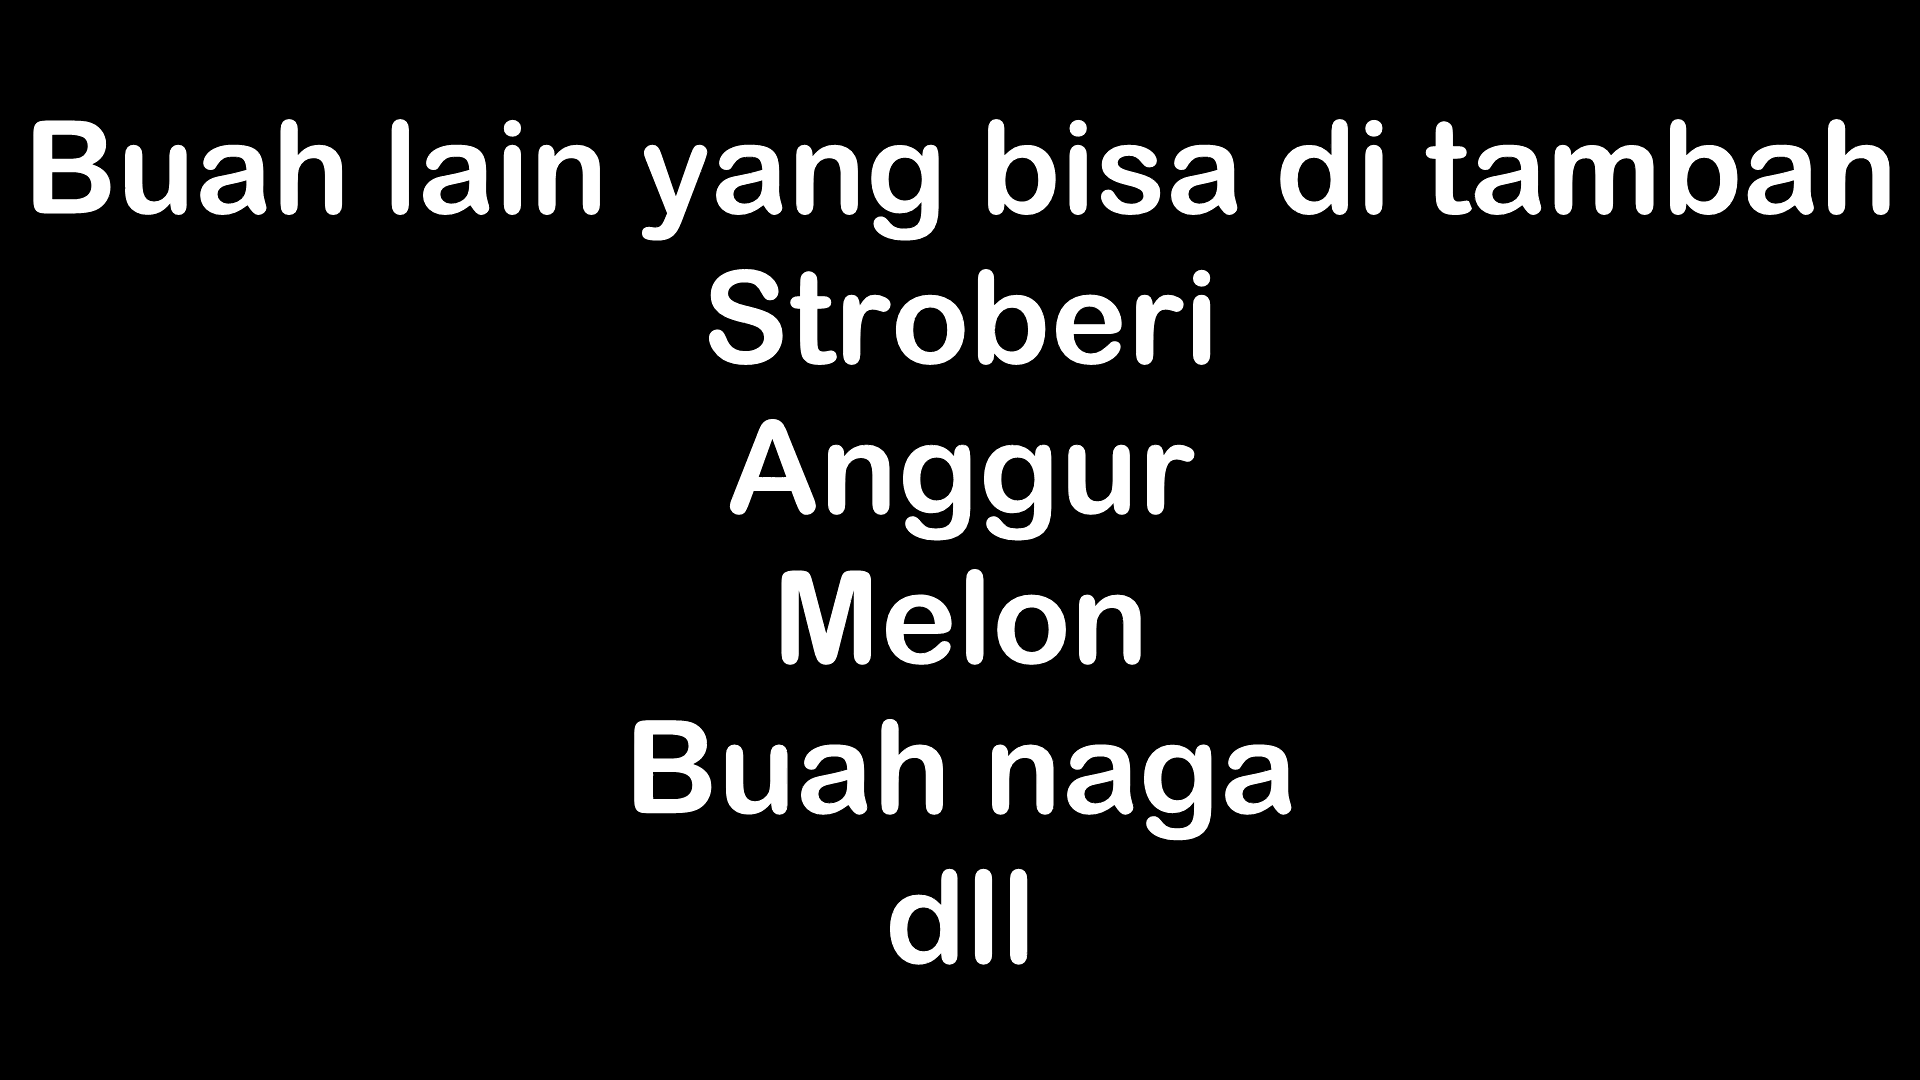 Buah lain yang bisa di tambah
Stroberi
Anggur
Melon
Buah naga
dll